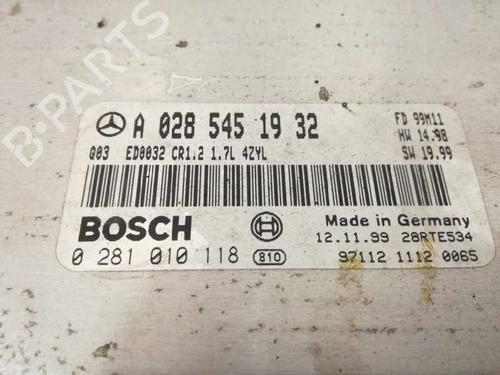 B-PARTS
A 028 545 19 32
FD 99M11
HW 14.98
Q03 ED0032 CR1.2 1.7L 4ZYL
SW 19.99
BOSCH
Made in Germany
12.11.99 28RTE534
0 281 010 118 810
97112 1112 0065